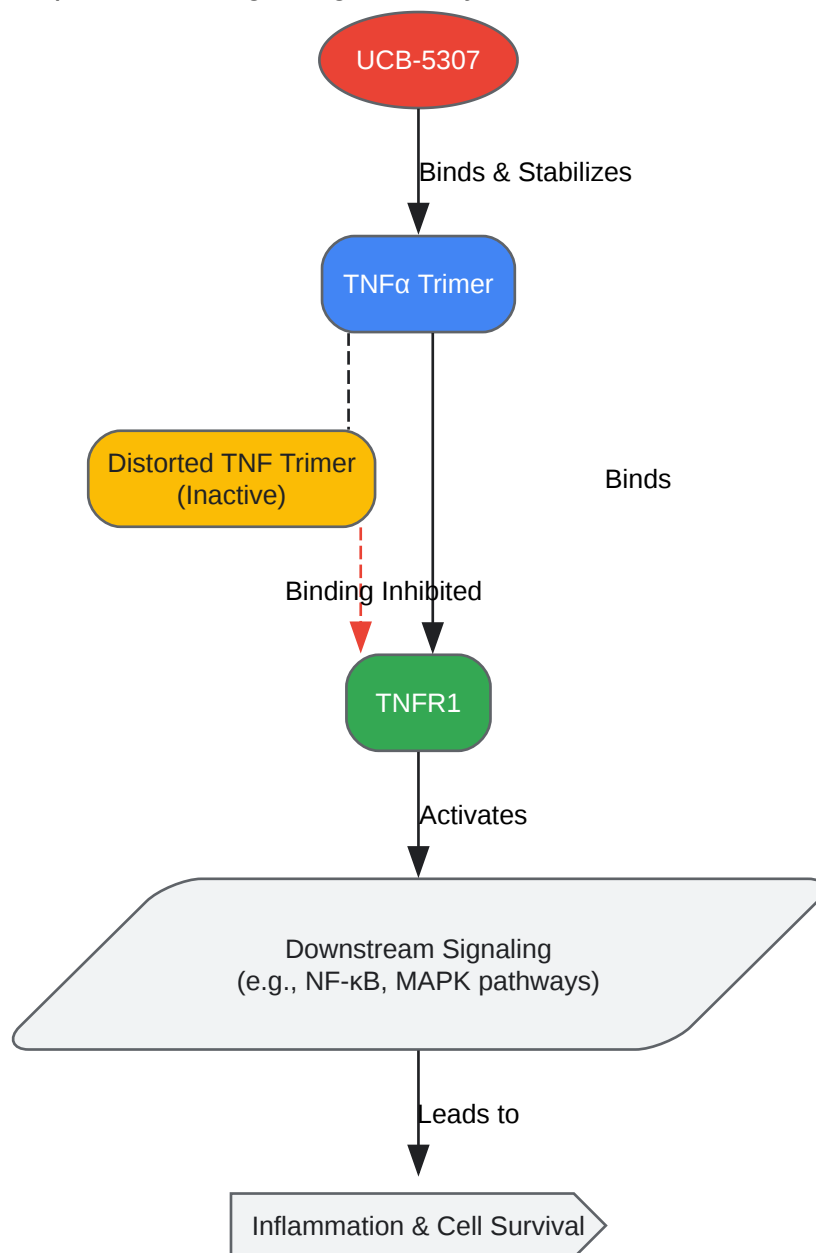 UCB-5307
Binds & Stabilizes
TNFα Trimer
Distorted TNF Trimer
(Inactive)
Binds
Binding Inhibited
TNFR1
Activates
Downstream Signaling
(e.g., NF-κB, MAPK pathways)
Leads to
Inflammation & Cell Survival